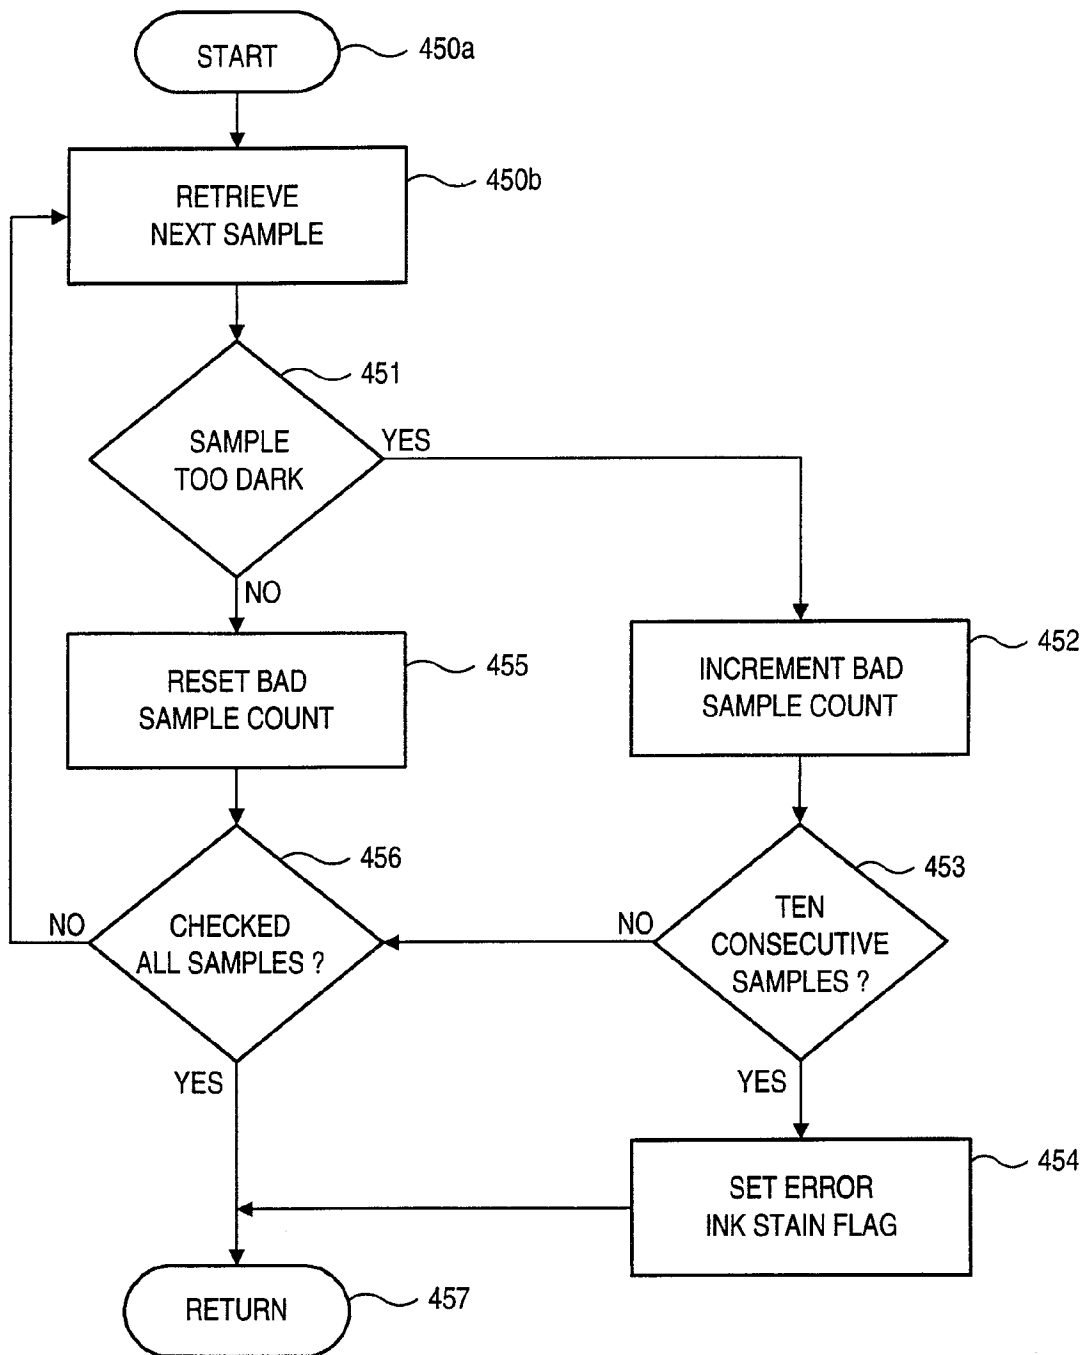 START
450a
RETRIEVE
NEXT SAMPLE
450b
451
SAMPLE
TOO DARK
YES
NO
RESET BAD
SAMPLE COUNT
455
INCREMENT BAD
SAMPLE COUNT
452
456
CHECKED
ALL SAMPLES ?
NO
YES
453
TEN
CONSECUTIVE
SAMPLES ?
NO
YES
SET ERROR
INK STAIN FLAG
454
RETURN
457